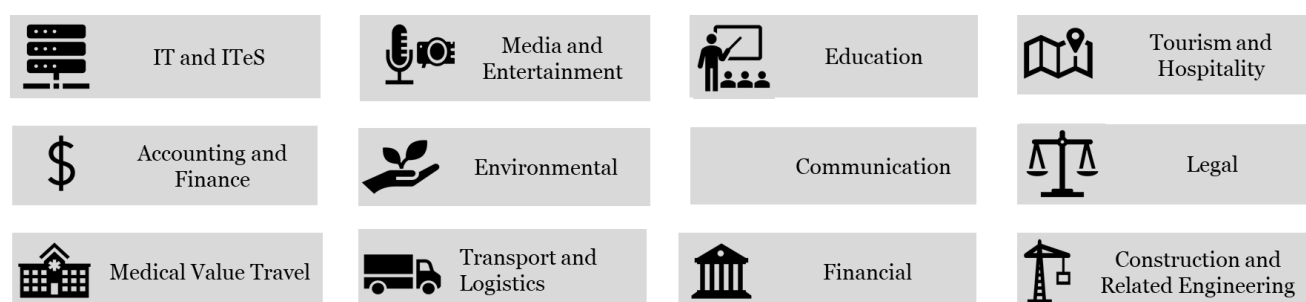 IT and ITeS
Media and
Entertainment
Education
Tourism and
Hospitality
Accounting and
Finance
Environmental
Communication
Legal
Medical Value Travel
Transport and
Logistics
Financial
Construction and
Related Engineering